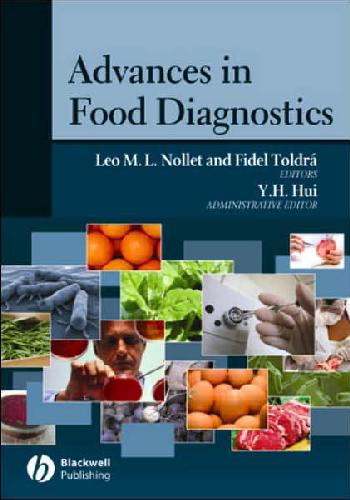 Advances in
Food Diagnostics
Leo M. L. Nollet and Fidel Toldrá
EDITORS
Y.H. Hui
ADMINISTRATIVE EDITOR
Blackwell
Publishing